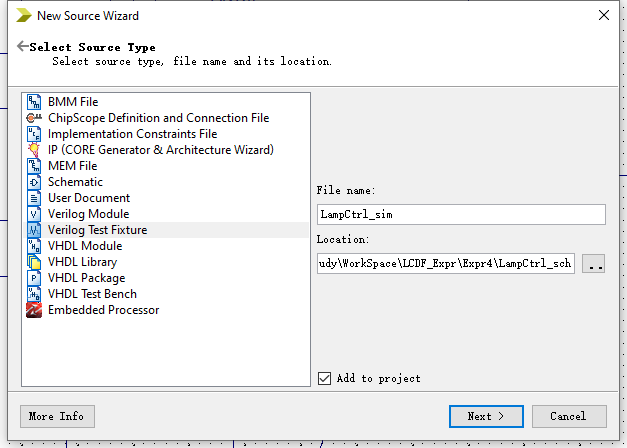 New Source Wizard
Select Source Type
Select source type, file name and its location.
BMM File
ChipScope Definition and Connection File
Implementation Constraints File
IP (CORE Generator & Architecture Wizard)
MEM File
Schematic
User Document
Verilog Module
Verilog Test Fixture
VHDL Module
VHDL Library
VHDL Package
VHDL Test Bench
Embedded Processor
File name:
LampCtrl_sim
Location:
udy\WorkSpace\LCDF_Expr\Expr4\LampCtrl_sch
..
Add to project
More Info
Next >
Cancel